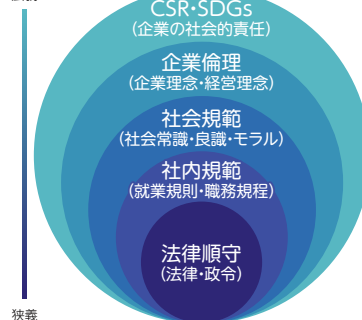 CSR・SDGs
(企業の社会的責任)
企業倫理
(企業理念・経営理念)
社会規範
(社会常識・良識・モラル)
社内規範
(就業規則・職務規程)
法律順守
(法律・政令)
狭義